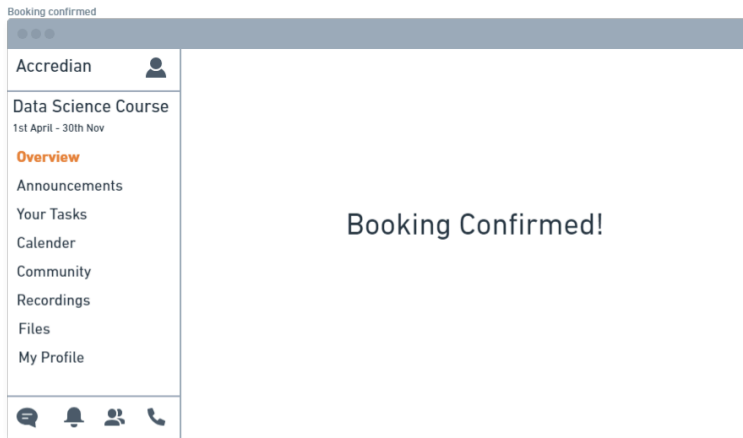 Booking confirmed
Accredian
Data Science Course
1st April - 30th Nov
Overview
Announcements
Your Tasks
Calender
Community
Recordings
Files
My Profile
Booking Confirmed!